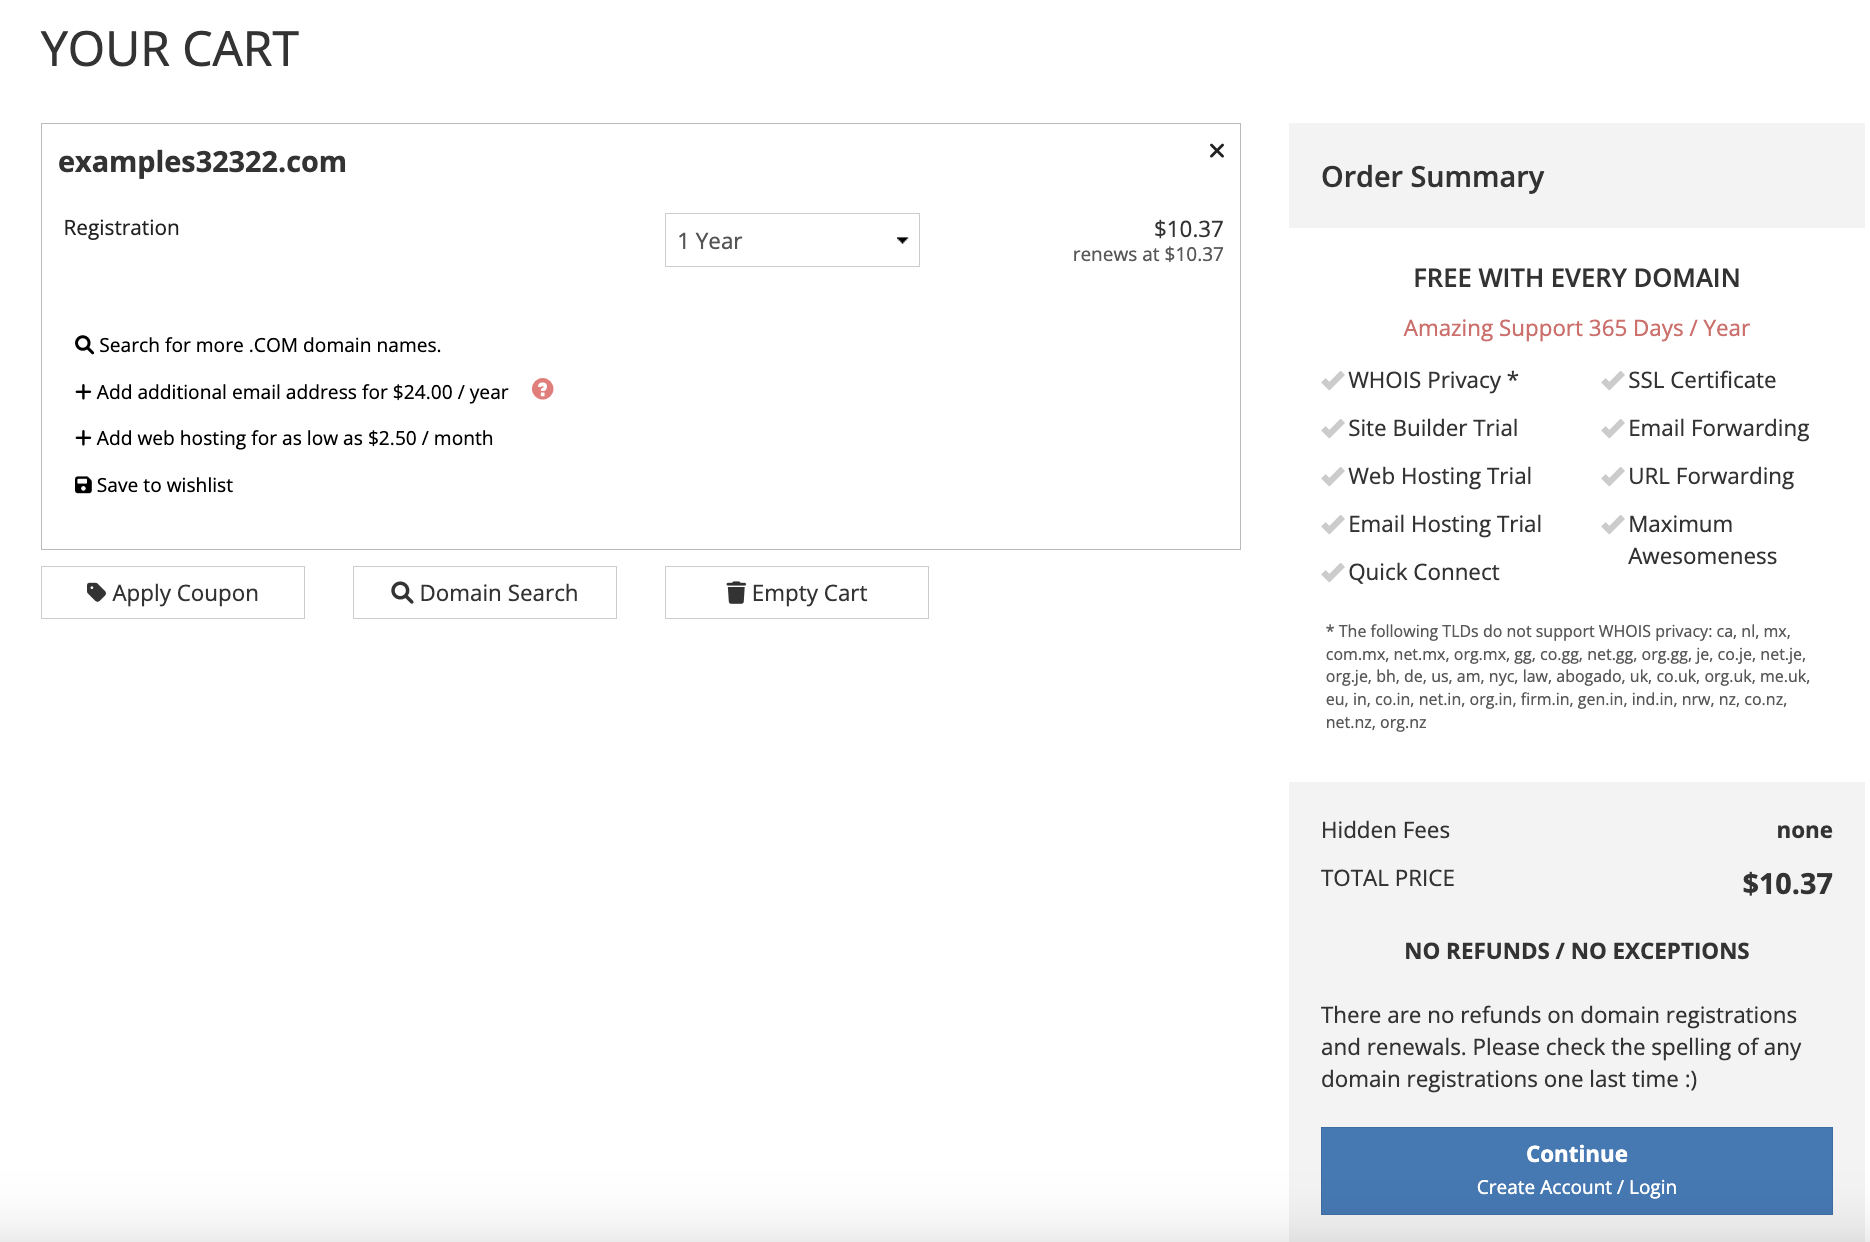 YOUR CART
examples32322.com
Registration
1 Year
$10.37
renews at $10.37
Search for more .COM domain names.
Add additional email address for $24.00 / year
?
Add web hosting for as low as $2.50 / month
Save to wishlist
Apply Coupon
Domain Search
Empty Cart
Order Summary
FREE WITH EVERY DOMAIN
Amazing Support 365 Days / Year
WHOIS Privacy *
Site Builder Trial
Web Hosting Trial
Email Hosting Trial
Quick Connect
SSL Certificate
Email Forwarding
URL Forwarding
Maximum
Awesomeness
* The following TLDs do not support WHOIS privacy: ca, nl, mx,
com.mx, net.mx, org.mx, gg, co.gg, net.gg, org.gg, je, co.je, net.je,
org.je, bh, de, us, am, nyc, law, abogado, uk, co.uk, org.uk, me.uk,
eu, in, co.in, net.in, org.in, firm.in, gen.in, ind.in, nrw, nz, co.nz,
net.nz, org.nz
Hidden Fees none
TOTAL PRICE $10.37
NO REFUNDS / NO EXCEPTIONS
There are no refunds on domain registrations
and renewals. Please check the spelling of any
domain registrations one last time :)
Continue
Create Account / Login